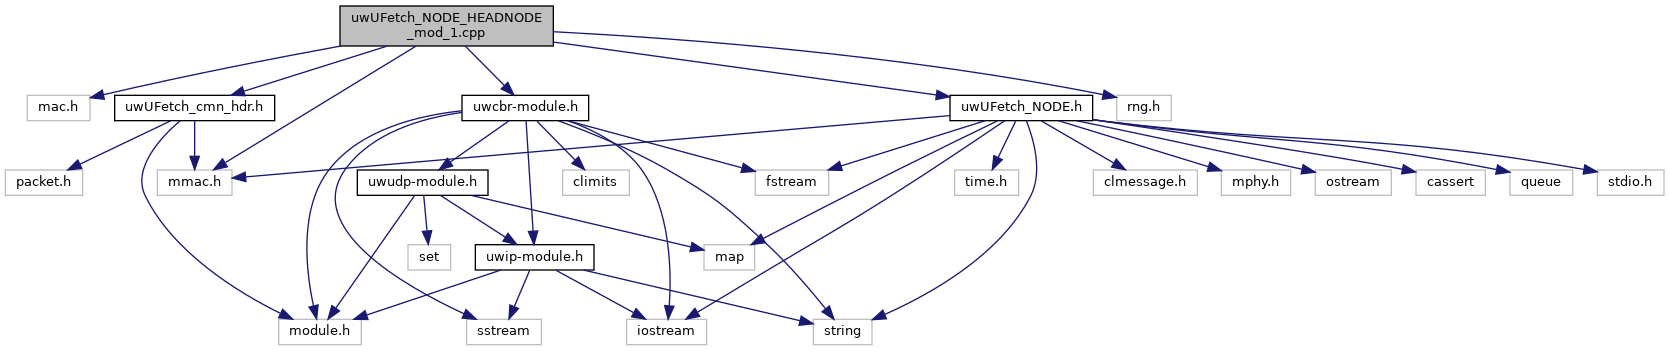 uwUFetch_NODE_HEADNODE
_mod_1.cpp
mac.h
uwUFetch_cmn_hdr.h
uwcbr-module.h
uwUFetch_NODE.h
rng.h
packet.h
mmac.h
uwudp-module.h
climits
fstream
time.h
clmessage.h
mphy.h
ostream
cassert
queue
stdio.h
set
uwip-module.h
map
module.h
sstream
iostream
string